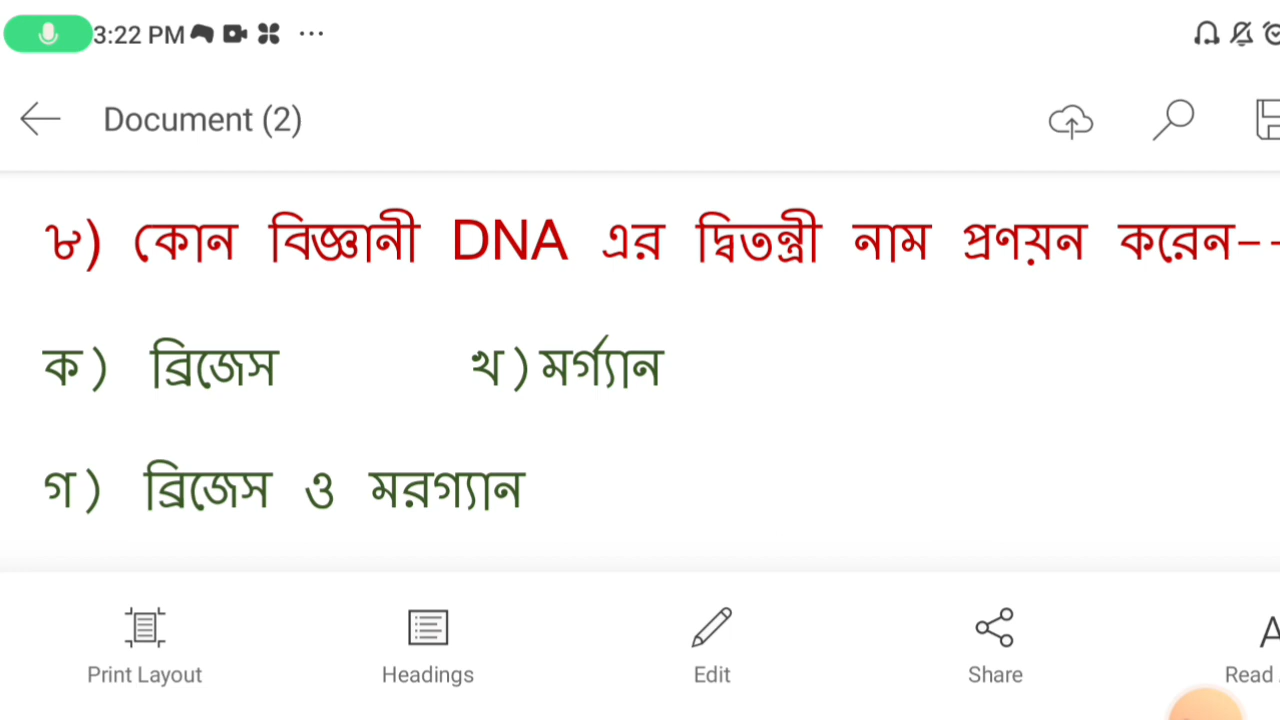 3:22 PM ...
Document (2)
৮) কোন বিজ্ঞানী DNA এর দ্বিতন্ত্রী নাম প্রণয়ন করেন--
ক) ব্রিজেস খ)মর্গ্যান
গ) ব্রিজেস ও মরগ্যান
Print Layout Headings Edit Share Read